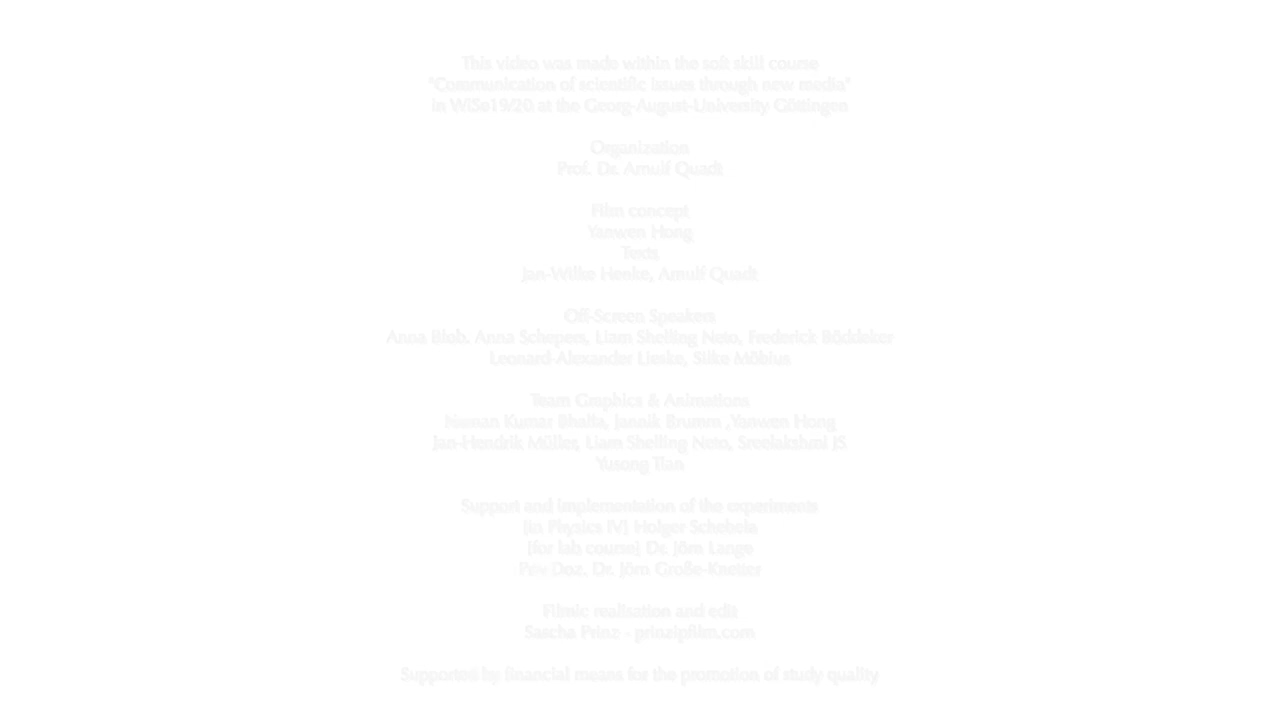 This video was made within the soft skill course
"Communication of scientific issues through new media"
in WiSe19/20 at the Georg-August-University Göttingen
Organization
Prof. Dr. Arnulf Quadt
Film concept
Yanwen Hong
Texts
Jan-Wilke Henke, Arnulf Quadt
Off-Screen Speakers
Anna Bloh, Anna Schepers, Liam Shelling Neto, Frederick Böddeker
Leonard-Alexander Lieske, Silke Möbius
Team Graphics & Animations
Naman Kumar Bhalla, Jannik Brumm ,Yanwen Hong
Jan-Hendrik Müller, Liam Shelling Neto, Sreelakshmi JS
Yusong Tian
Support and implementation of the experiments
(in Physics IV) Holger Schebela
(for lab course) Dr. Jörn Lange
Priv.Doz. Dr. Jörn Große-Knetter
Filmic realisation and edit
Sascha Prinz - prinzipfilm.com
Supported by financial means for the promotion of study quality